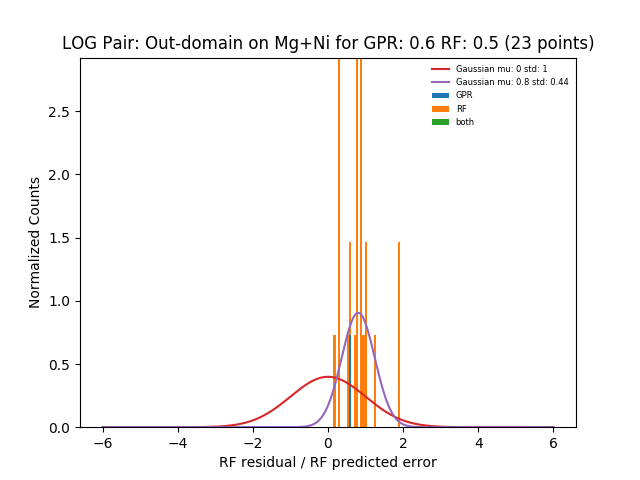 LOG Pair: Out-domain on Mg+Ni for GPR: 0.6 RF: 0.5 (23 points)
Gaussian mu: 0 std: 1
Gaussian mu: 0.8 std: 0.44
GPR
RF
both
Normalized Counts
2.5
2.0
1.5
1.0
0.5
0.0
−6 −4 −2 0 2 4 6
RF residual / RF predicted error